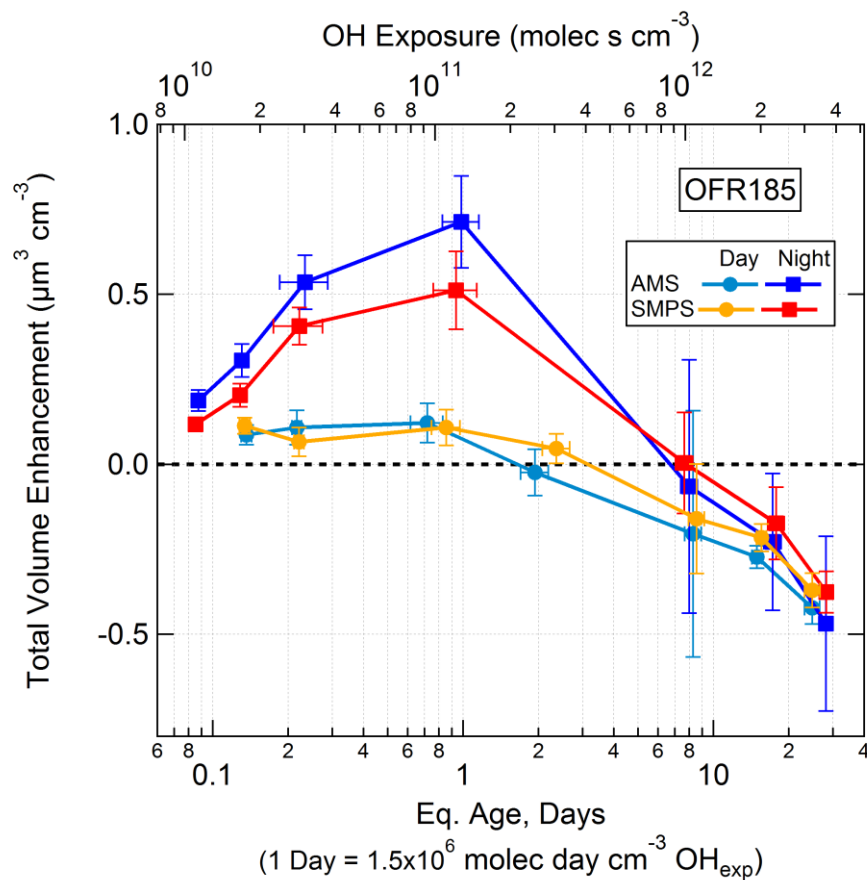 OH Exposure (molec s cm⁻³)
10¹⁰ 10¹¹ 10¹²
8 2 4 6 8 2 4 6 8 2 4
1.0
0.5
0.0
-0.5
Total Volume Enhancement (µm³ cm⁻³)
OFR185
Day Night
AMS
SMPS
6 8 2 4 6 8 2 4 6 8 2 4
0.1 1 10
Eq. Age, Days
(1 Day = 1.5x10⁶ molec day cm⁻³ OHₑₓₚ)